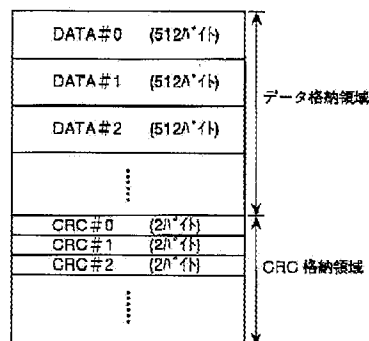 DATA#0 (512ﾊﾞｲﾄ)
DATA#1 (512ﾊﾞｲﾄ)
DATA#2 (512ﾊﾞｲﾄ)
データ格納領域
CRC#0 (2ﾊﾞｲﾄ)
CRC#1 (2ﾊﾞｲﾄ)
CRC#2 (2ﾊﾞｲﾄ)
CRC 格納領域